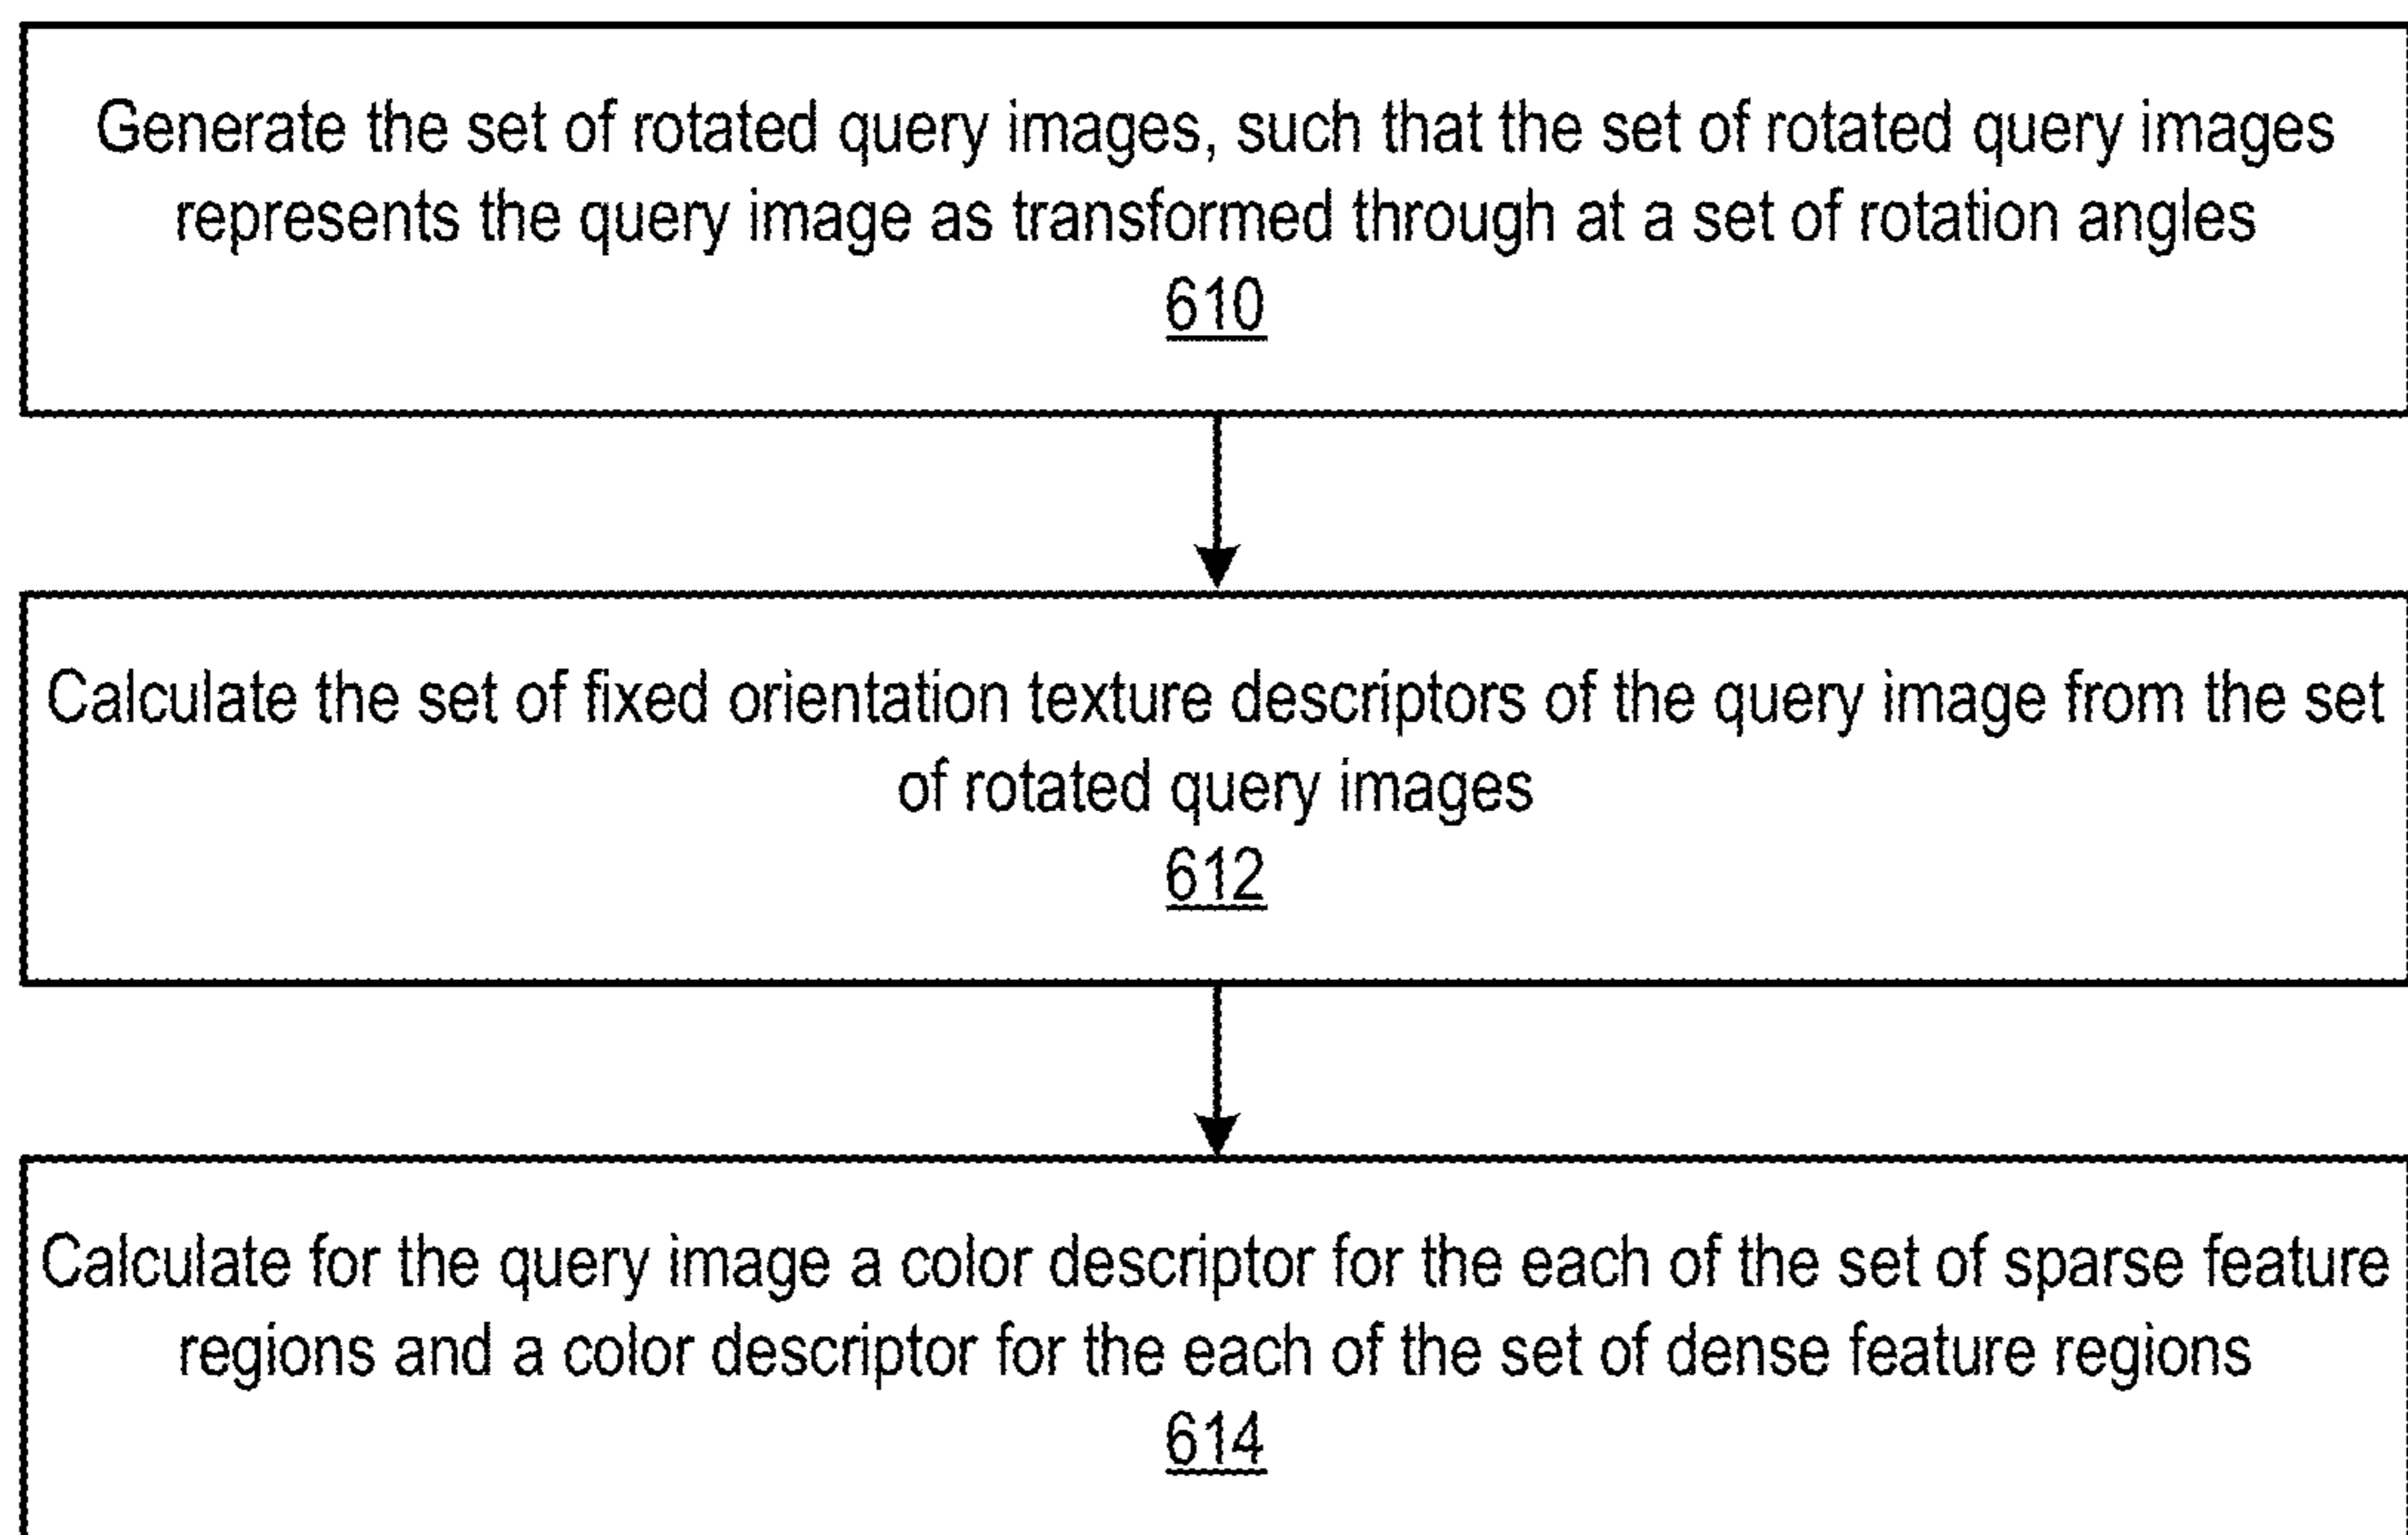 Generate the set of rotated query images, such that the set of rotated query images
represents the query image as transformed through at a set of rotation angles
610
Calculate the set of fixed orientation texture descriptors of the query image from the set
of rotated query images
612
Calculate for the query image a color descriptor for the each of the set of sparse feature
regions and a color descriptor for the each of the set of dense feature regions
614